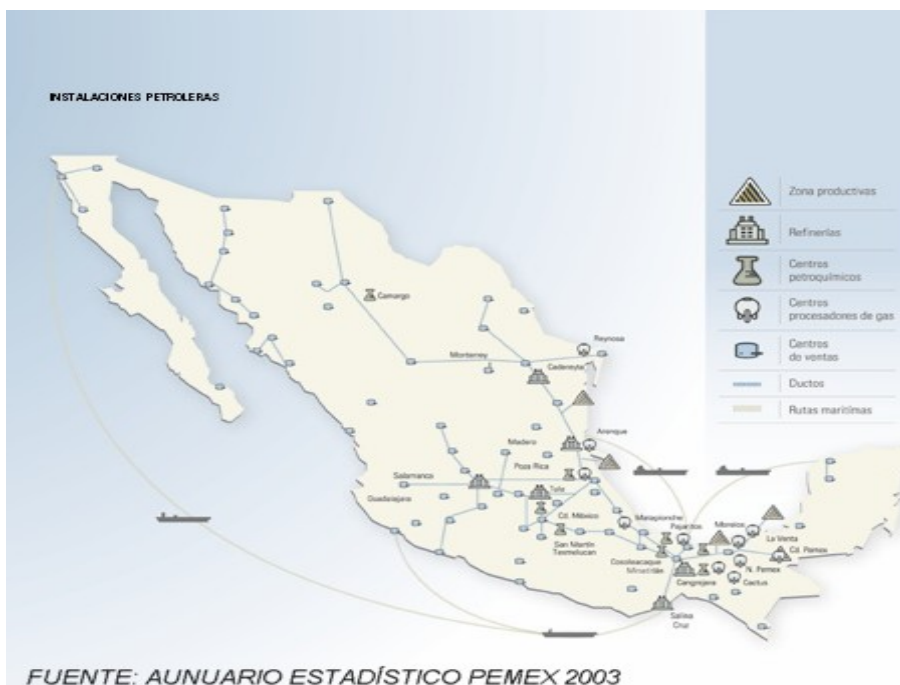 INSTALACIONES PETROLERAS
Zona productivas
Refinerías
Centros
petroquímicos
Centros
procesadores de gas
Centros
de ventas
Ductos
Rutas marítimas
Camargo
Reynosa
Monterrey
Cadereyta
Arenque
Madero
Poza Rica
Salamanca
Tula
Guadalajara
Cd. México
Matapionche
Pajaritos
Morelos
La Venta
San Martín
Texmelucan
Cd. Pemex
Cosoleacaque
Minatitlán
N. Pemex
Cangrejera
Cactus
Salina
Cruz
FUENTE: AUNUARIO ESTADÍSTICO PEMEX 2003